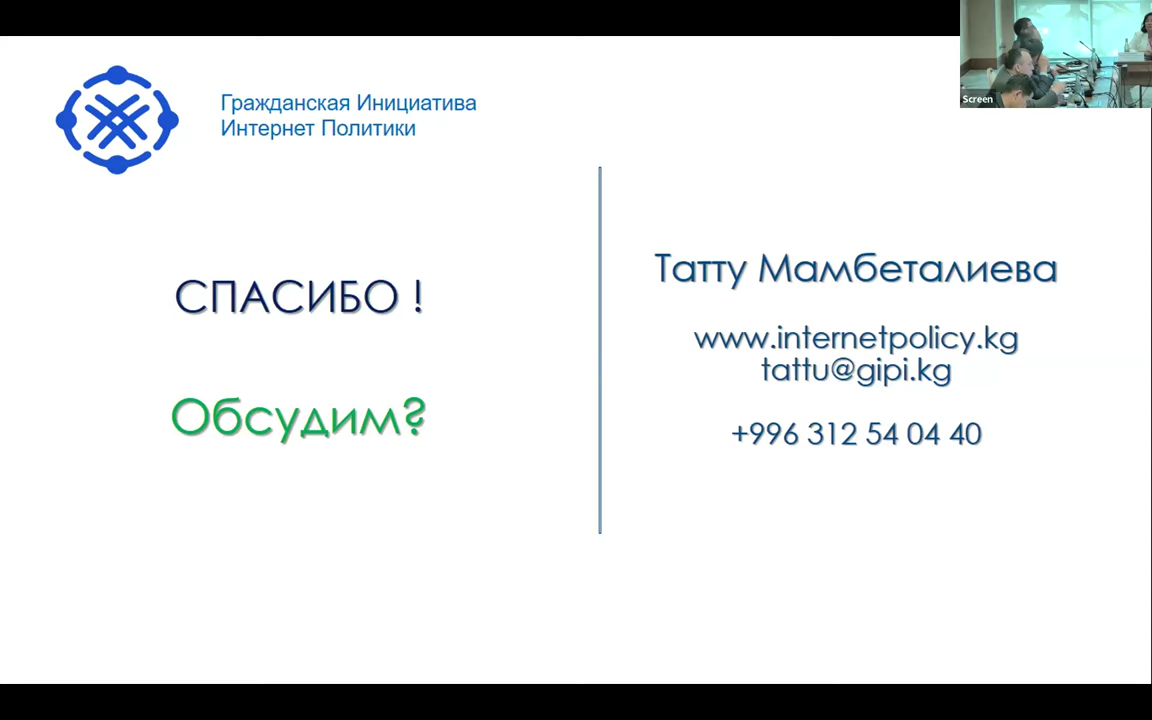 Гражданская Инициатива
Интернет Политики
СПАСИБО !
Обсудим?
Татту Мамбеталиева
www.internetpolicy.kg
tattu@gipi.kg
+996 312 54 04 40
Screen